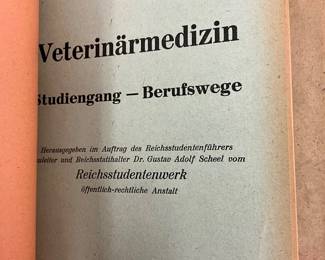 Veterinärmedizin
Studiengang — Berufswege
Herausgegeben im Auftrag des Reichsstudentenführers
und Reichsstatthalter Dr. Gustav Adolf Scheel vom
Reichsstudentenwerk
öffentlich-rechtliche Anstalt